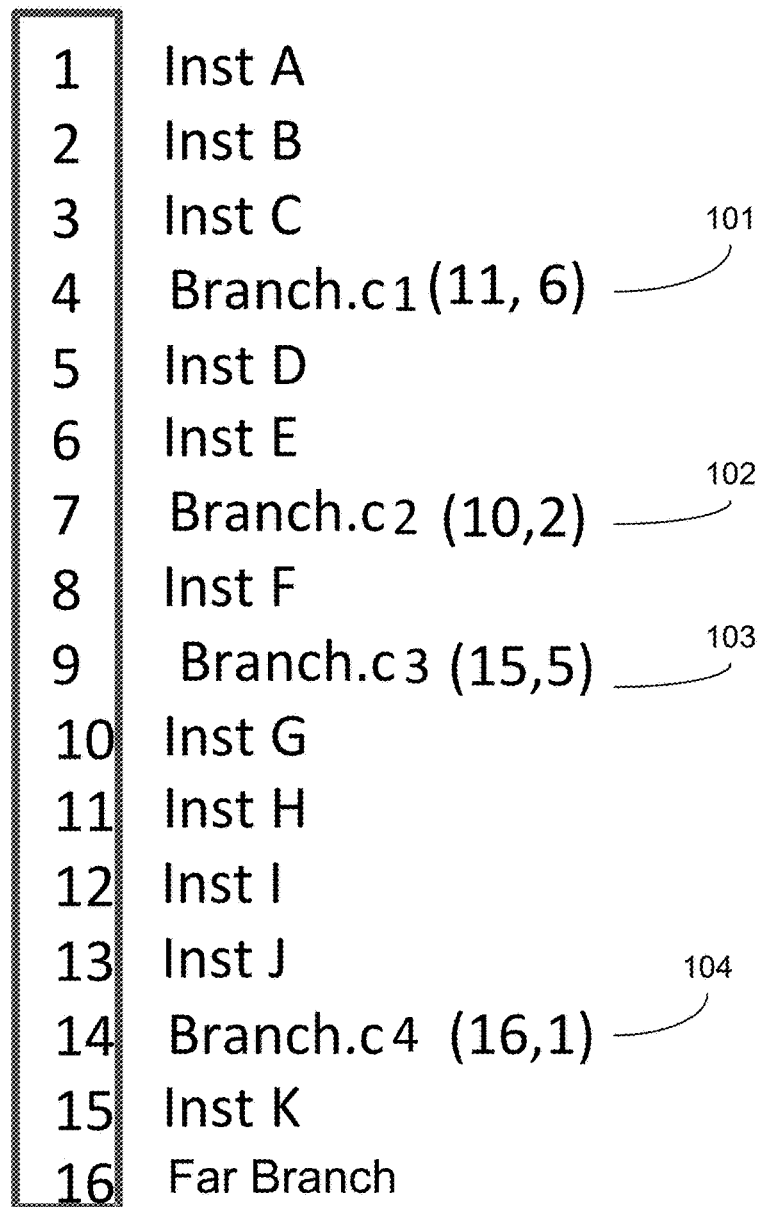 1 Inst A
2 Inst B
3 Inst C
101
4 Branch.c1 (11, 6)
5 Inst D
6 Inst E
102
7 Branch.c2 (10,2)
8 Inst F
103
9 Branch.c3 (15,5)
10 Inst G
11 Inst H
12 Inst I
13 Inst J
104
14 Branch.c4 (16,1)
15 Inst K
16 Far Branch